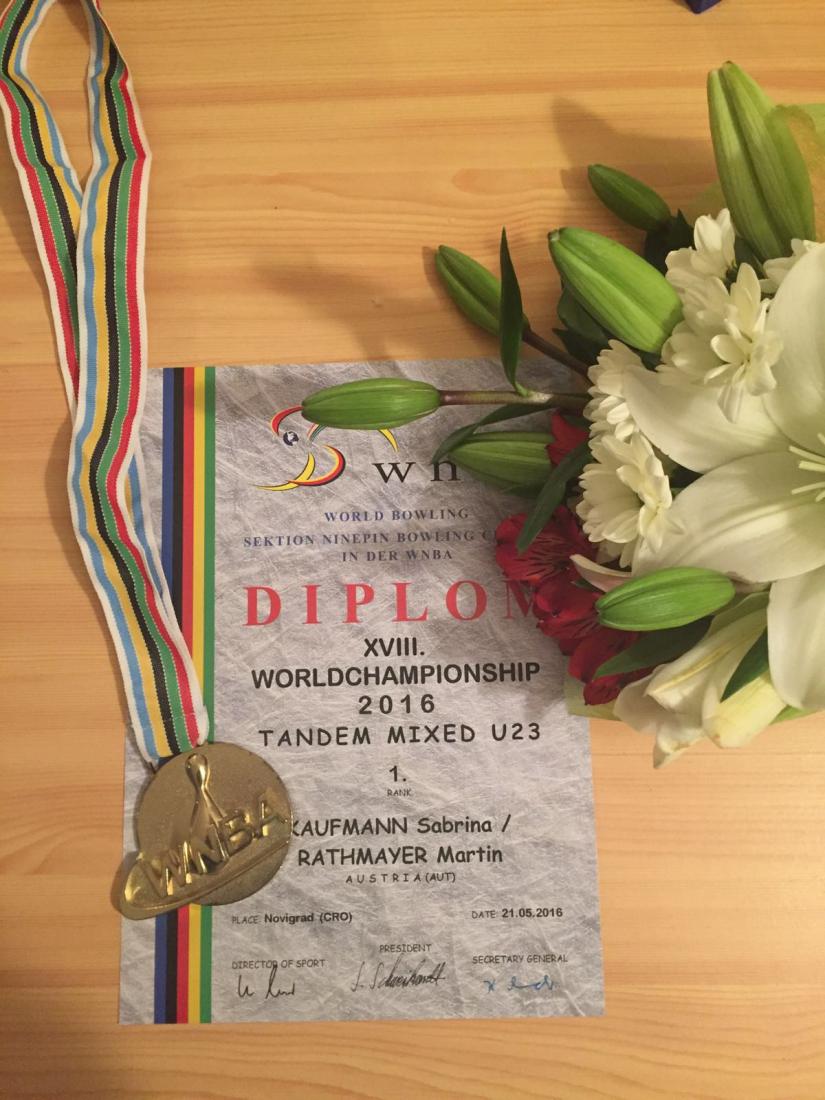 wn
WORLD BOWLING
SEKTION NINEPIN BOWLING C
IN DER WNBA
DIPLOM
XVIII.
WORLDCHAMPIONSHIP
2016
TANDEM MIXED U23
1.
RANK
KAUFMANN Sabrina /
RATHMAYER Martin
AUSTRIA (AUT)
PLACE: Novigrad (CRO) DATE: 21.05.2016
DIRECTOR OF SPORT PRESIDENT SECRETARY GENERAL
WNBA